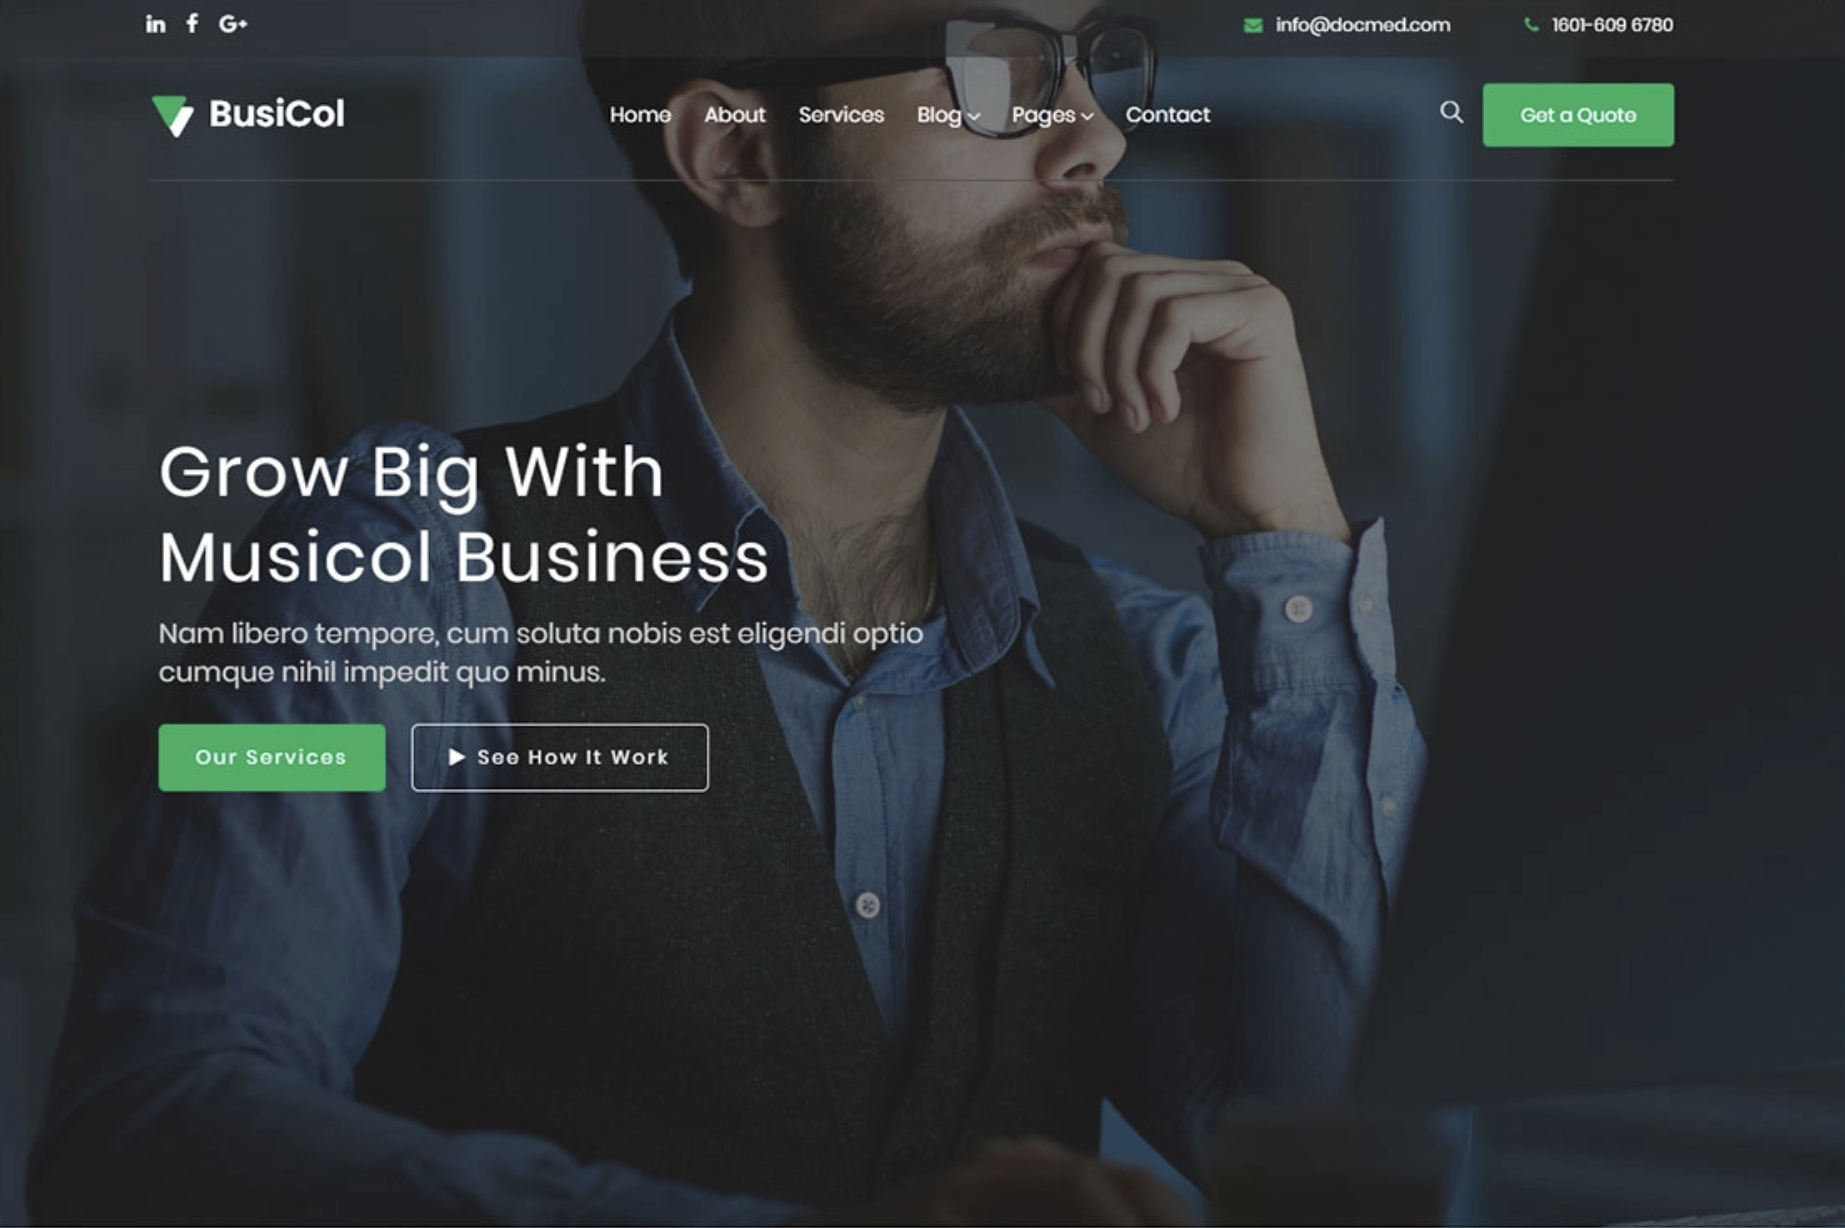 in f G+
info@docmed.com
1601-609 6780
BusiCol
Home About Services Blog Pages Contact
Get a Quote
Grow Big With
Musicol Business
Nam libero tempore, cum soluta nobis est eligendi optio
cumque nihil impedit quo minus.
Our Services
See How It Work